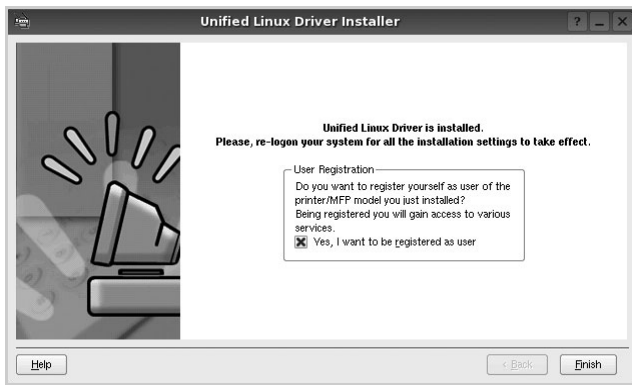 Unified Linux Driver Installer
Unified Linux Driver is installed.
Please, re-logon your system for all the installation settings to take effect.
User Registration
Do you want to register yourself as user of the
printer/MFP model you just installed?
Being registered you will gain access to various
services.
Yes, I want to be registered as user
Help
< Back
Finish